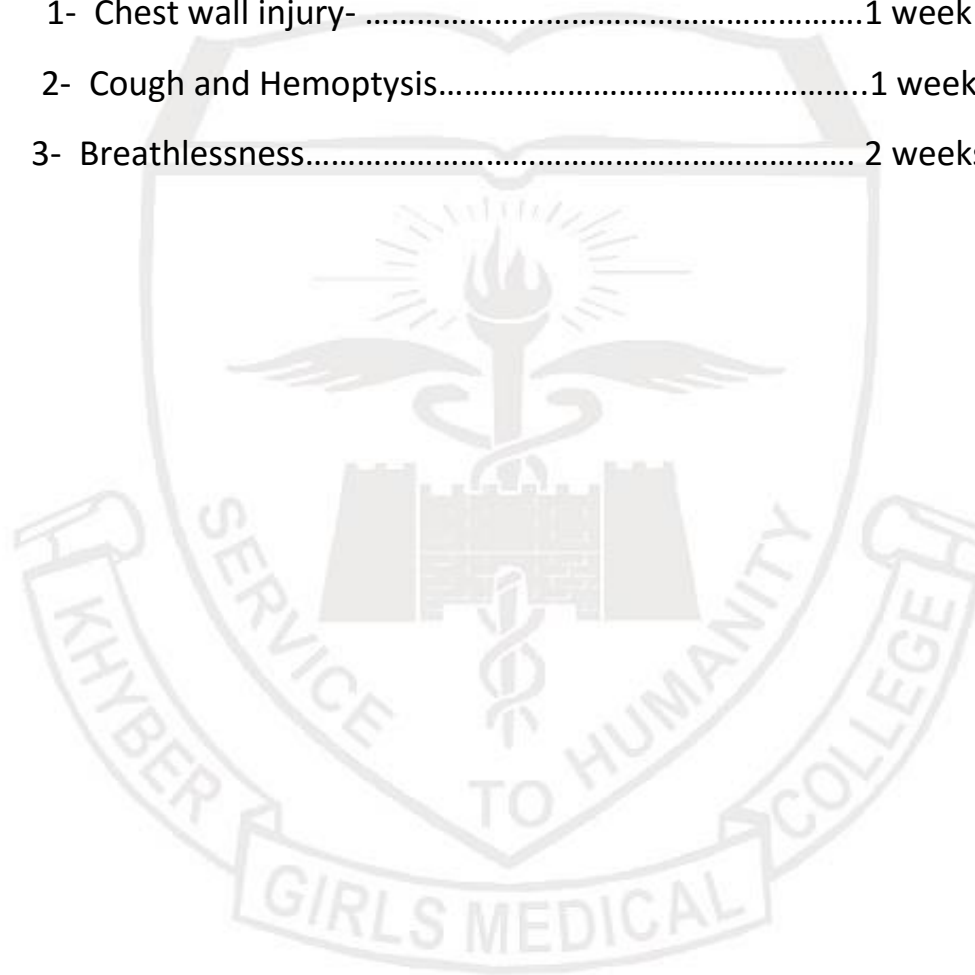 1- Chest wall injury- ……………………………………………….1 week
2- Cough and Hemoptysis………………………………………..1 week
3- Breathlessness……………………………………………………. 2 weeks
SERVICE TO HUMANITY
KHYBER GIRLS MEDICAL COLLEGE